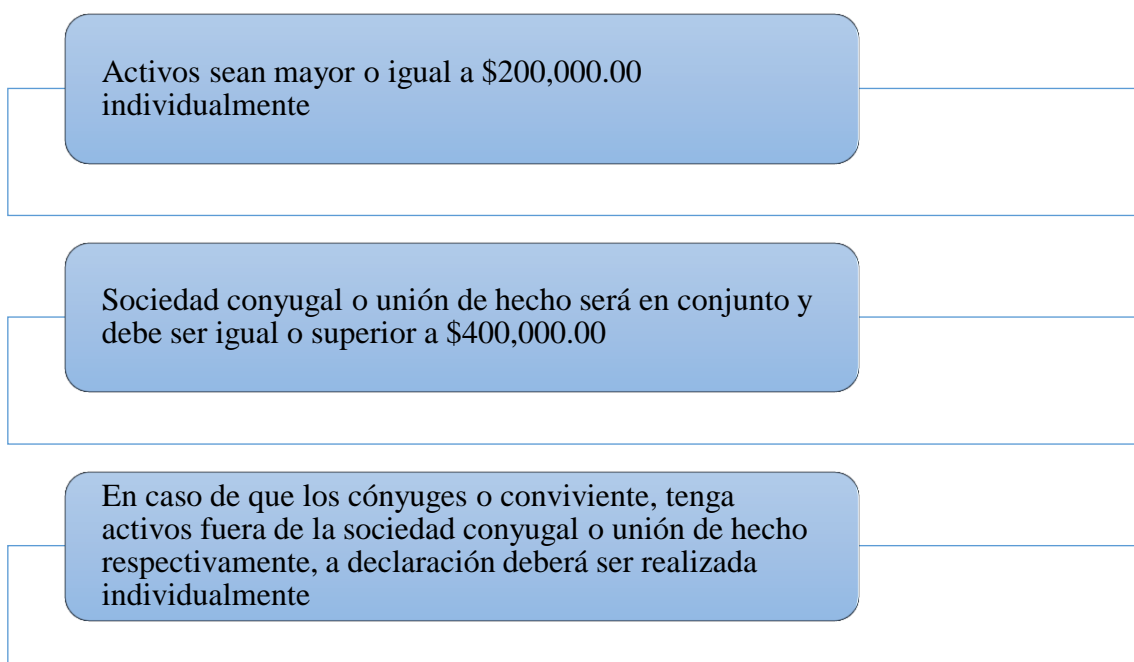 Activos sean mayor o igual a $200,000.00
individualmente
Sociedad conyugal o unión de hecho será en conjunto y
debe ser igual o superior a $400,000.00
En caso de que los cónyuges o conviviente, tenga
activos fuera de la sociedad conyugal o unión de hecho
respectivamente, a declaración deberá ser realizada
individualmente